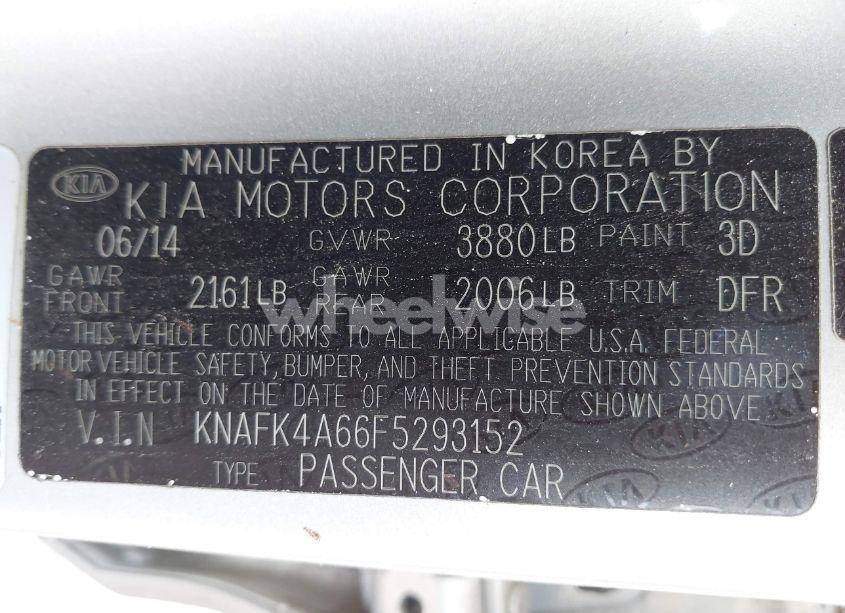 MANUFACTURED IN KOREA BY
KIA KIA MOTORS CORPORATION
06/14 GVWR 3880LB PAINT 3D
GAWR FRONT 2161LB GAWR REAR 2006LB TRIM DFR
wheelwise
THIS VEHICLE CONFORMS TO ALL APPLICABLE U.S.A. FEDERAL
MOTOR VEHICLE SAFETY, BUMPER, AND THEFT PREVENTION STANDARDS
IN EFFECT ON THE DATE OF MANUFACTURE SHOWN ABOVE.
V.I.N KNAFK4A66F5293152
KIA
TYPE PASSENGER CAR
KIA